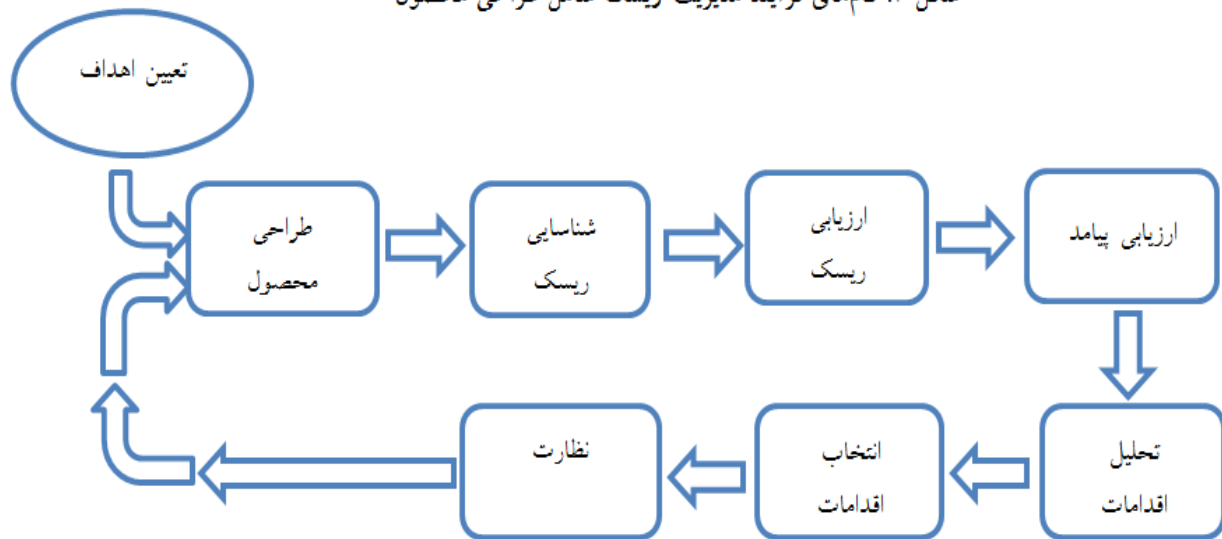 تعیین اهداف
طراحی
محصول
شناسایی
ریسک
ارزیابی
ریسک
ارزیابی پیامد
تحلیل
اقدامات
انتخاب
اقدامات
نظارت